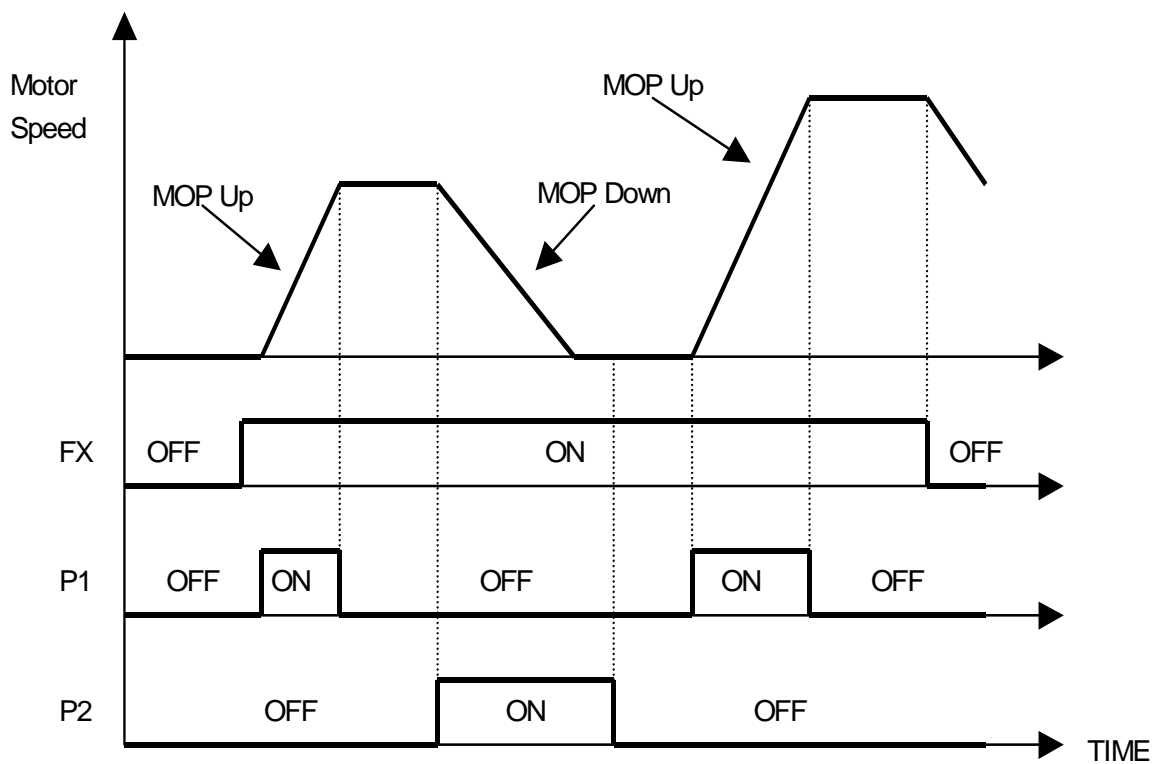 Motor
Speed
MOP Up
MOP Down
MOP Up
FX
OFF
ON
OFF
P1
OFF
ON
OFF
ON
OFF
P2
OFF
ON
OFF
TIME